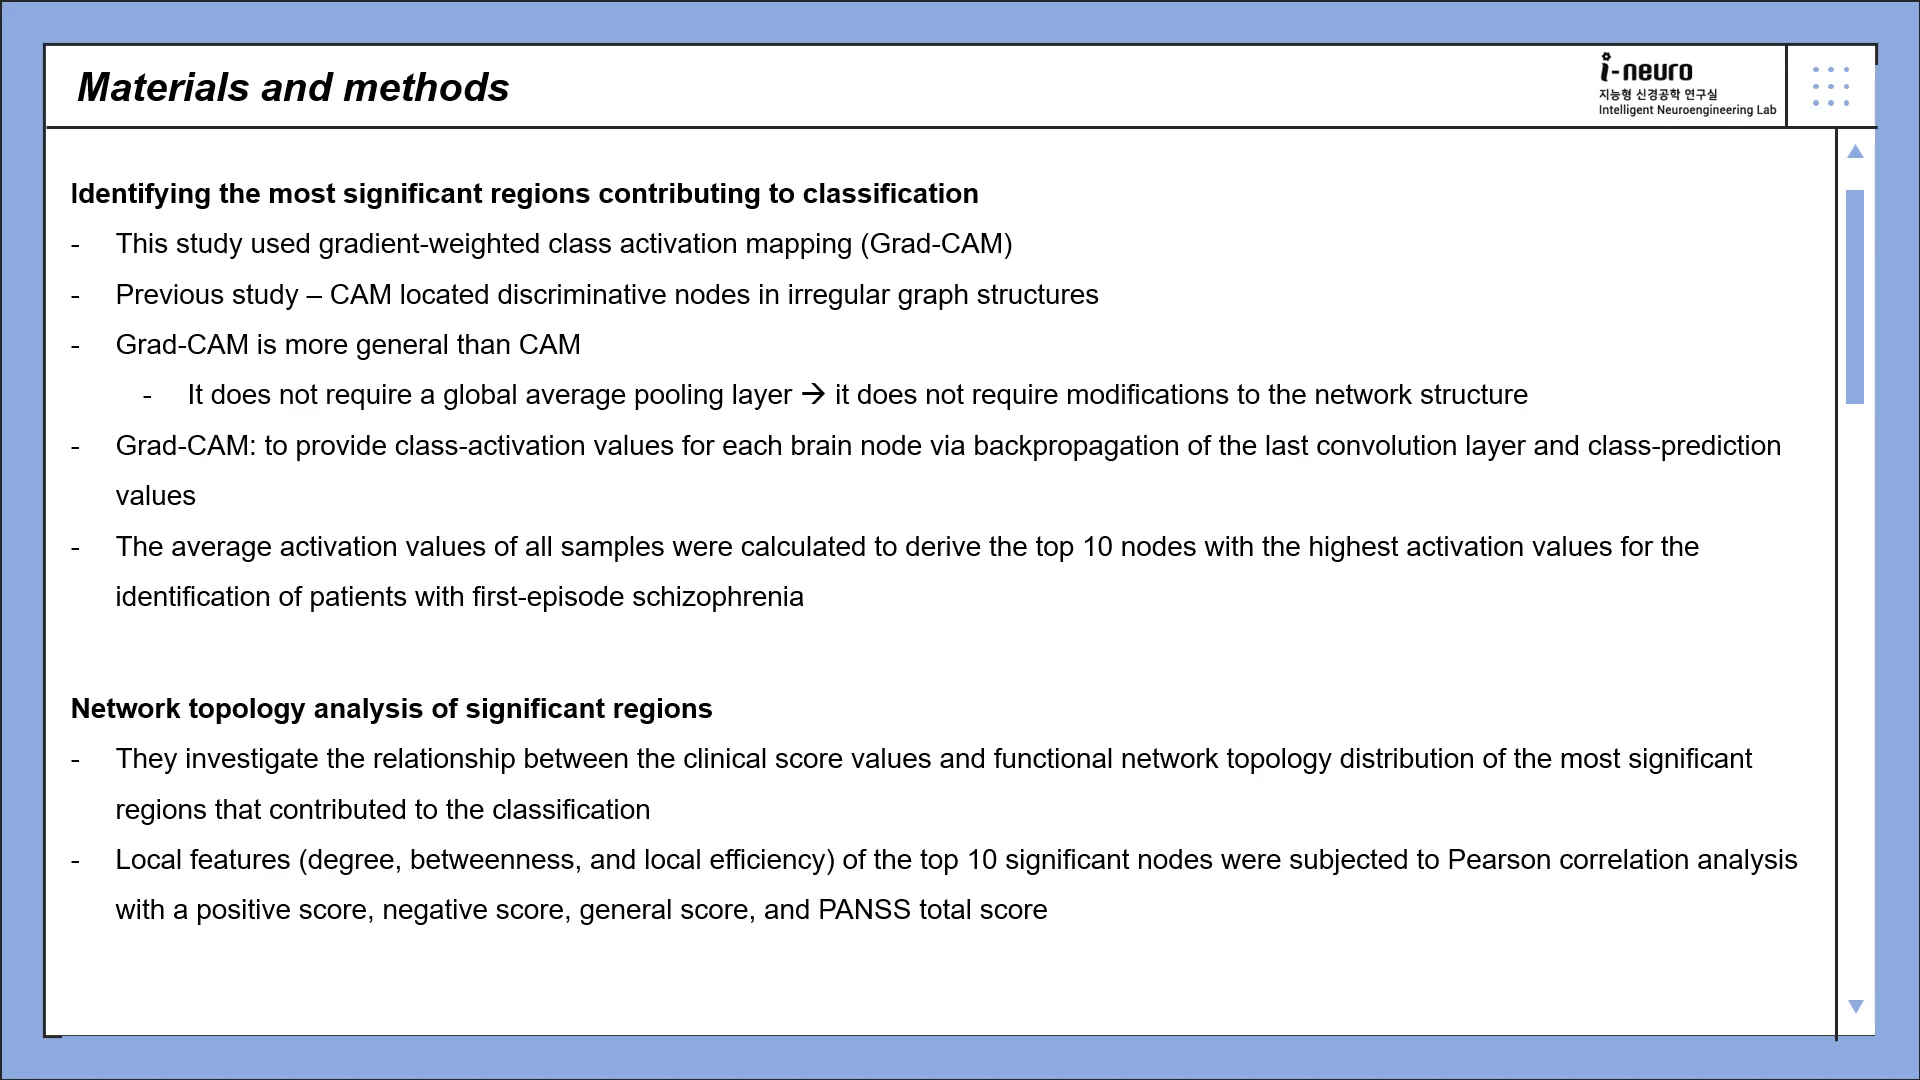 Materials and methods
i-neuro
지능형 신경공학 연구실
Intelligent Neuroengineering Lab
Identifying the most significant regions contributing to classification
- This study used gradient-weighted class activation mapping (Grad-CAM)
- Previous study – CAM located discriminative nodes in irregular graph structures
- Grad-CAM is more general than CAM
- It does not require a global average pooling layer → it does not require modifications to the network structure
- Grad-CAM: to provide class-activation values for each brain node via backpropagation of the last convolution layer and class-prediction
values
- The average activation values of all samples were calculated to derive the top 10 nodes with the highest activation values for the
identification of patients with first-episode schizophrenia
Network topology analysis of significant regions
- They investigate the relationship between the clinical score values and functional network topology distribution of the most significant
regions that contributed to the classification
- Local features (degree, betweenness, and local efficiency) of the top 10 significant nodes were subjected to Pearson correlation analysis
with a positive score, negative score, general score, and PANSS total score